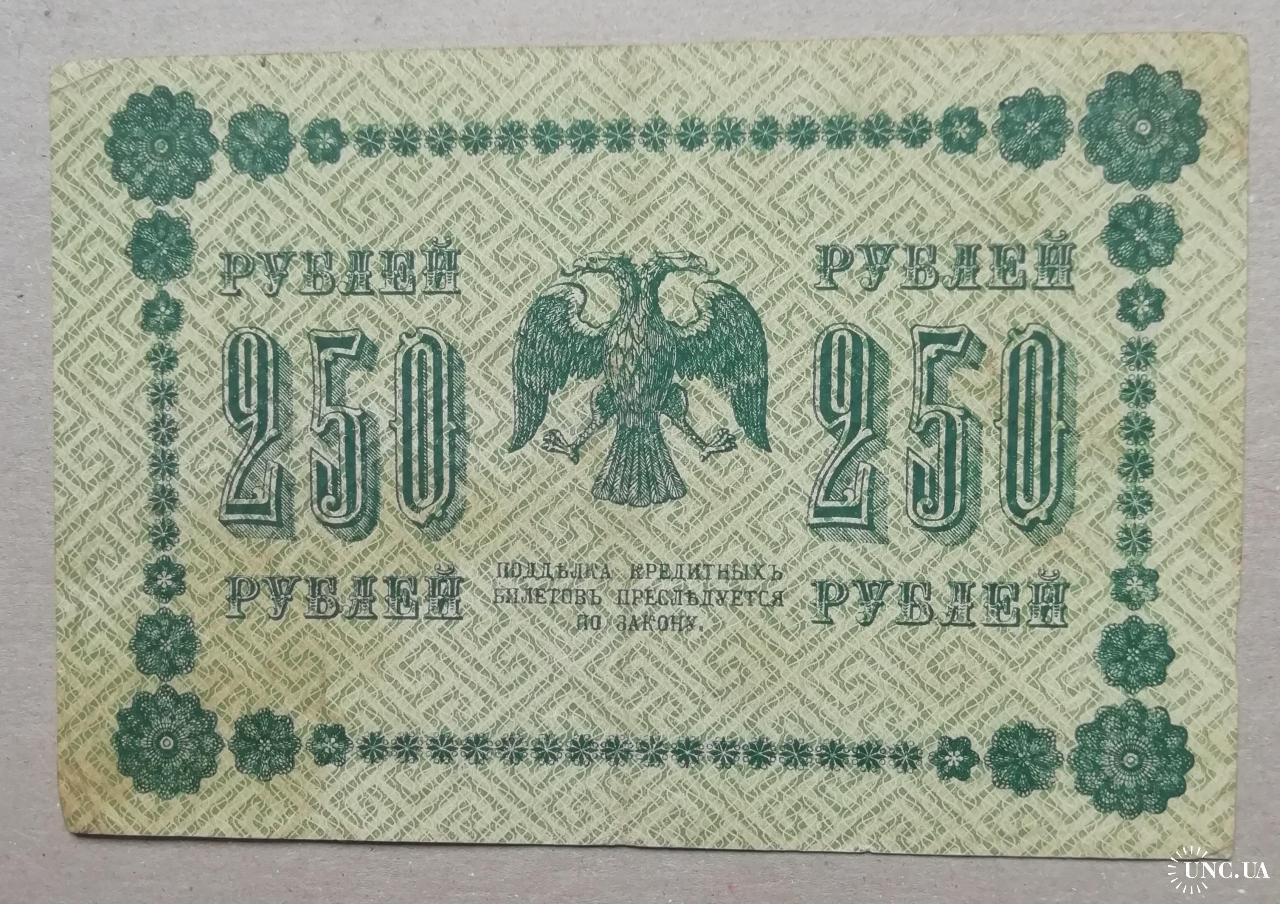 РУБЛЕЙ
250
РУБЛЕЙ
ПОДДѢЛКА КРЕДИТНЫХЪ
БИЛЕТОВЪ ПРЕСЛѢДУЕТСЯ
ПО ЗАКОНУ.
РУБЛЕЙ
250
РУБЛЕЙ
UNC.UA